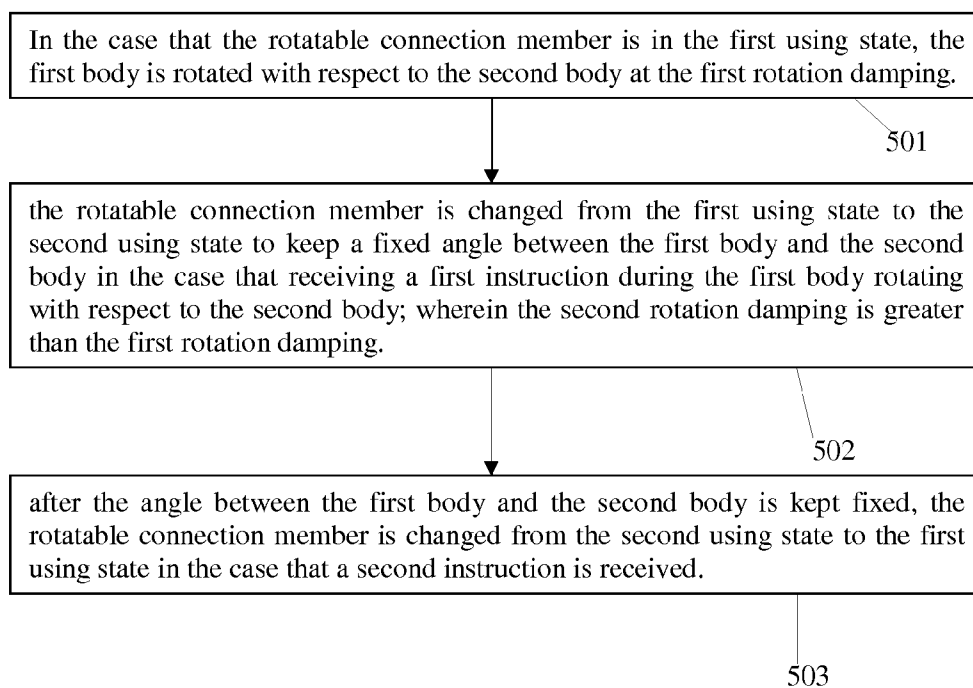 In the case that the rotatable connection member is in the first using state, the
first body is rotated with respect to the second body at the first rotation damping.
501
the rotatable connection member is changed from the first using state to the
second using state to keep a fixed angle between the first body and the second
body in the case that receiving a first instruction during the first body rotating
with respect to the second body; wherein the second rotation damping is greater
than the first rotation damping.
502
after the angle between the first body and the second body is kept fixed, the
rotatable connection member is changed from the second using state to the first
using state in the case that a second instruction is received.
503